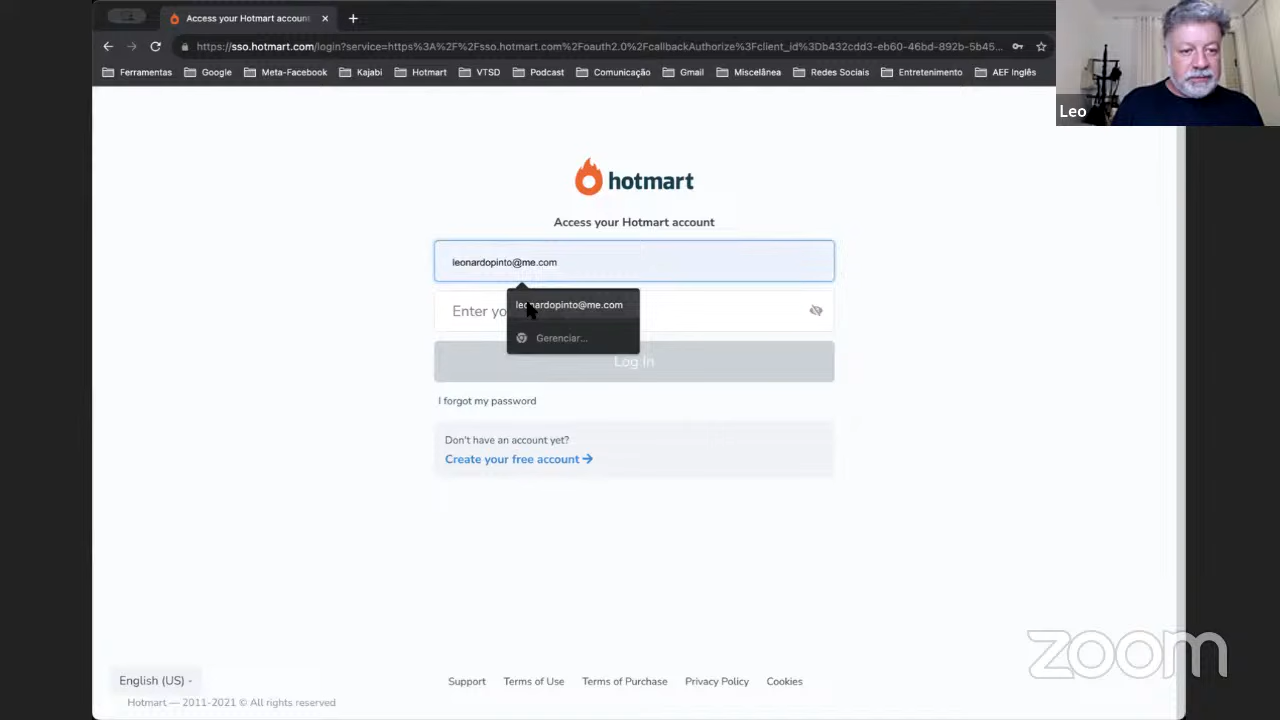 Access your Hotmart account
https://sso.hotmart.com/login?service=https%3A%2F%2Fsso.hotmart.com%2Foauth2.0%2FcallbackAuthorize%3Fclient_id%3Db432cdd3-eb60-46bd-892b-5b45...
Ferramentas Google Meta-Facebook Kajabi Hotmart VTSD Podcast Comunicação Gmail Miscelânea Redes Sociais Entretenimento AEF Inglês
Leo
hotmart
Access your Hotmart account
leonardopinto@me.com
leonardopinto@me.com
Enter yo
Gerenciar...
Log In
I forgot my password
Don't have an account yet?
Create your free account
zoom
English (US)
Support Terms of Use Terms of Purchase Privacy Policy Cookies
Hotmart — 2011-2021 © All rights reserved